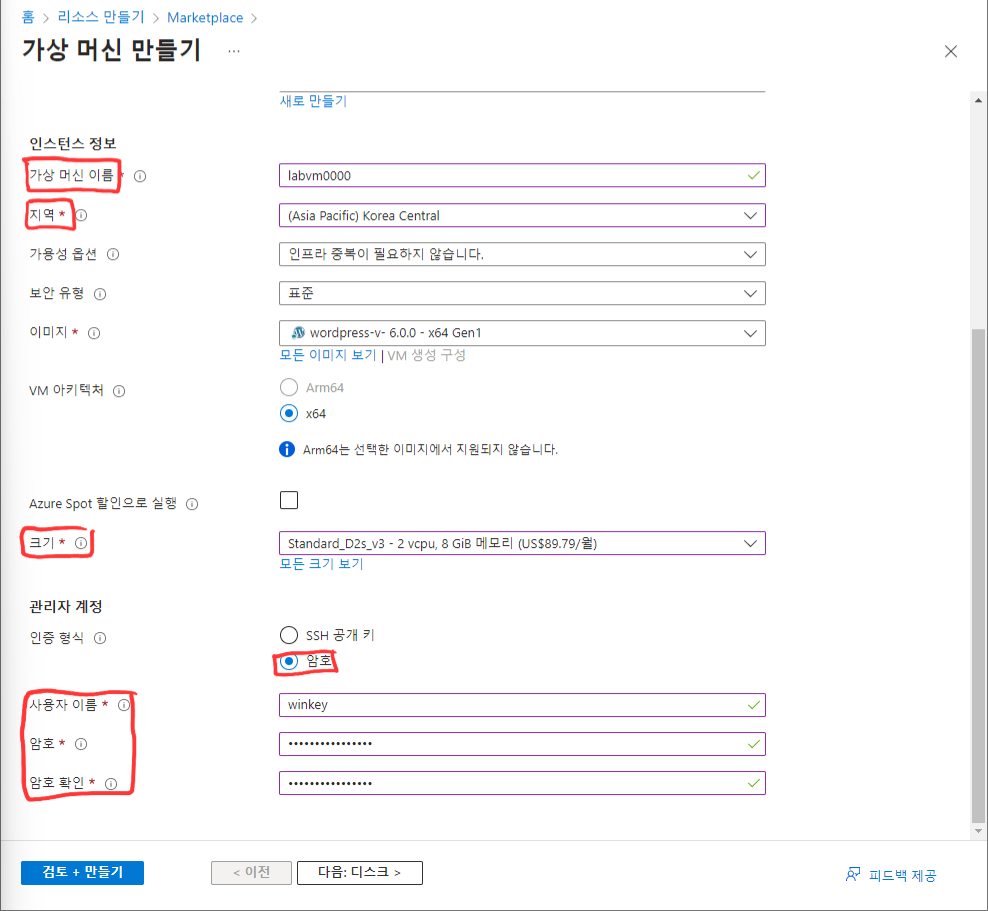 홈 > 리소스 만들기 > Marketplace >
가상 머신 만들기 ...
새로 만들기
인스턴스 정보
가상 머신 이름 * labvm0000
지역 * (Asia Pacific) Korea Central
가용성 옵션 인프라 중복이 필요하지 않습니다.
보안 유형 표준
이미지 * wordpress-v- 6.0.0 - x64 Gen1
모든 이미지 보기 | VM 생성 구성
VM 아키텍처 Arm64
x64
Arm64는 선택한 이미지에서 지원되지 않습니다.
Azure Spot 할인으로 실행
크기 * Standard_D2s_v3 - 2 vcpu, 8 GiB 메모리 (US$89.79/월)
모든 크기 보기
관리자 계정
인증 형식 SSH 공개 키
암호
사용자 이름 * winkey
암호 * ••••••••••••••••
암호 확인 * ••••••••••••••••
검토 + 만들기 < 이전 다음: 디스크 > 피드백 제공